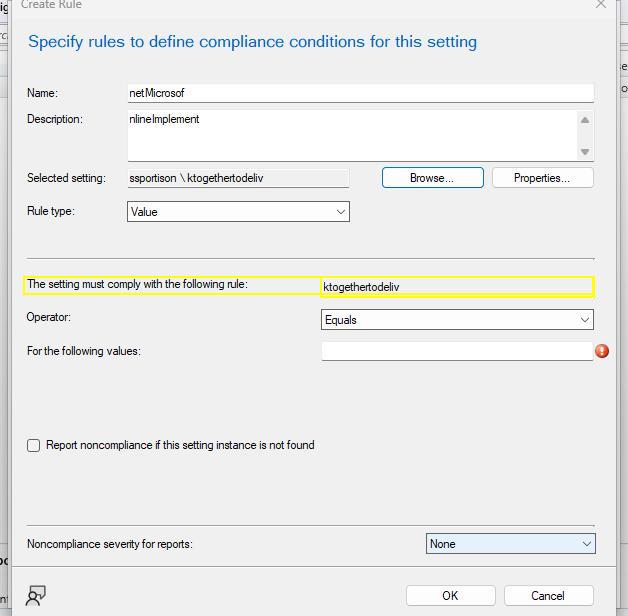 Create Rule
Specify rules to define compliance conditions for this setting
Name: netMicrosof
Description: nlineImplement
Selected setting: ssportison \ ktogethertodeliv Browse... Properties...
Rule type: Value
The setting must comply with the following rule: ktogethertodeliv
Operator: Equals
For the following values:
Report noncompliance if this setting instance is not found
Noncompliance severity for reports: None
OK Cancel